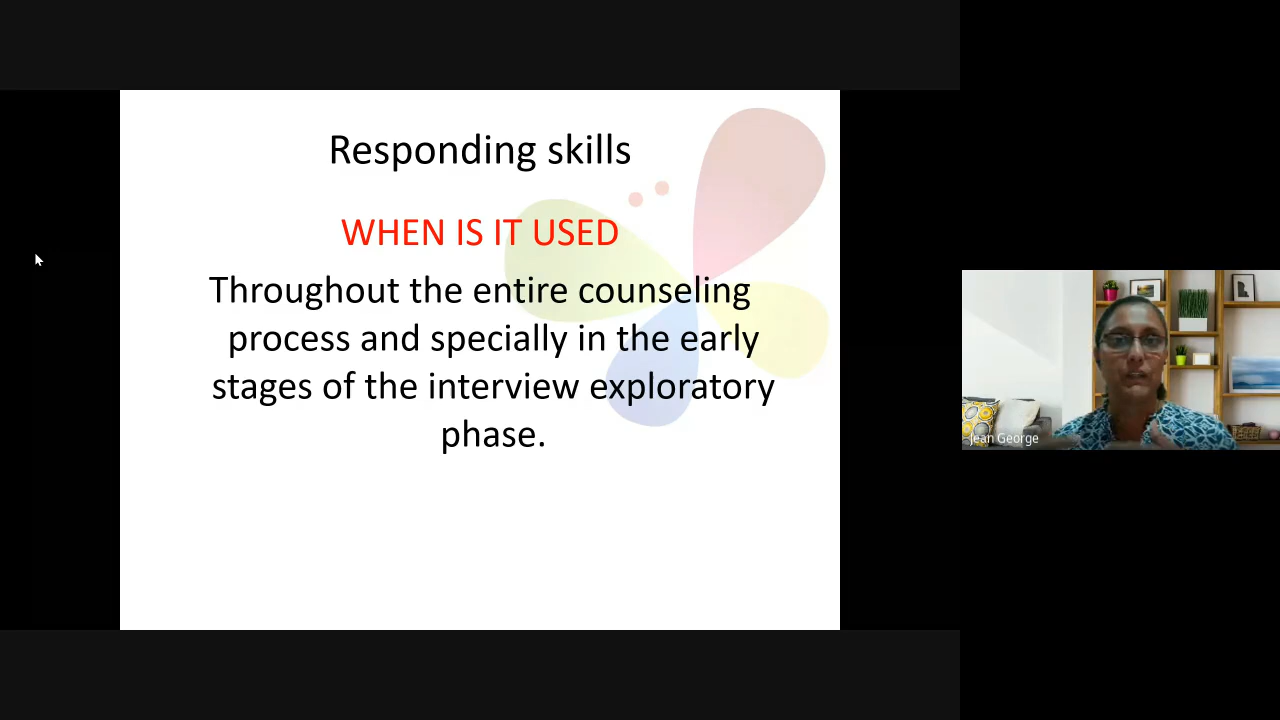 Responding skills
WHEN IS IT USED
Throughout the entire counseling
process and specially in the early
stages of the interview exploratory
phase.
Jean George